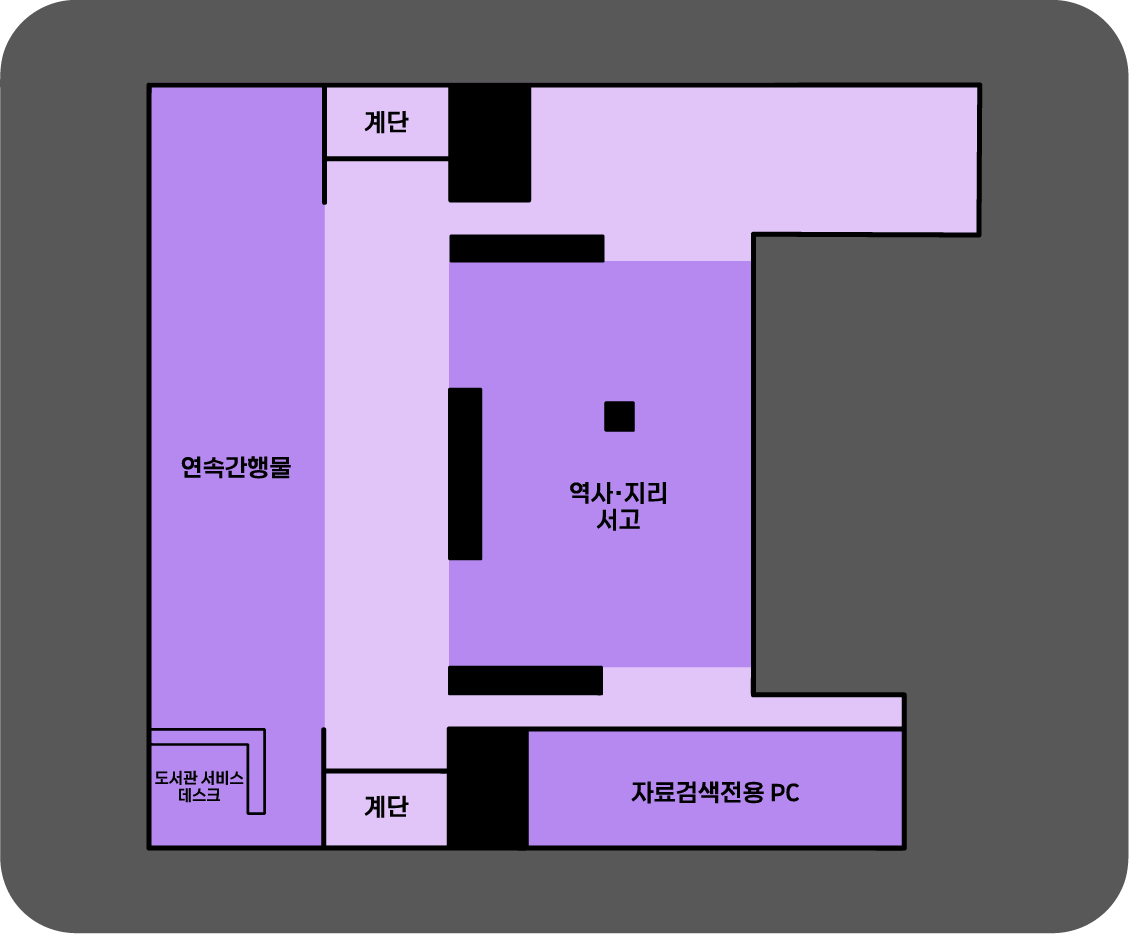 계단
연속간행물
역사·지리
서고
도서관 서비스
데스크
계단
자료검색전용 PC